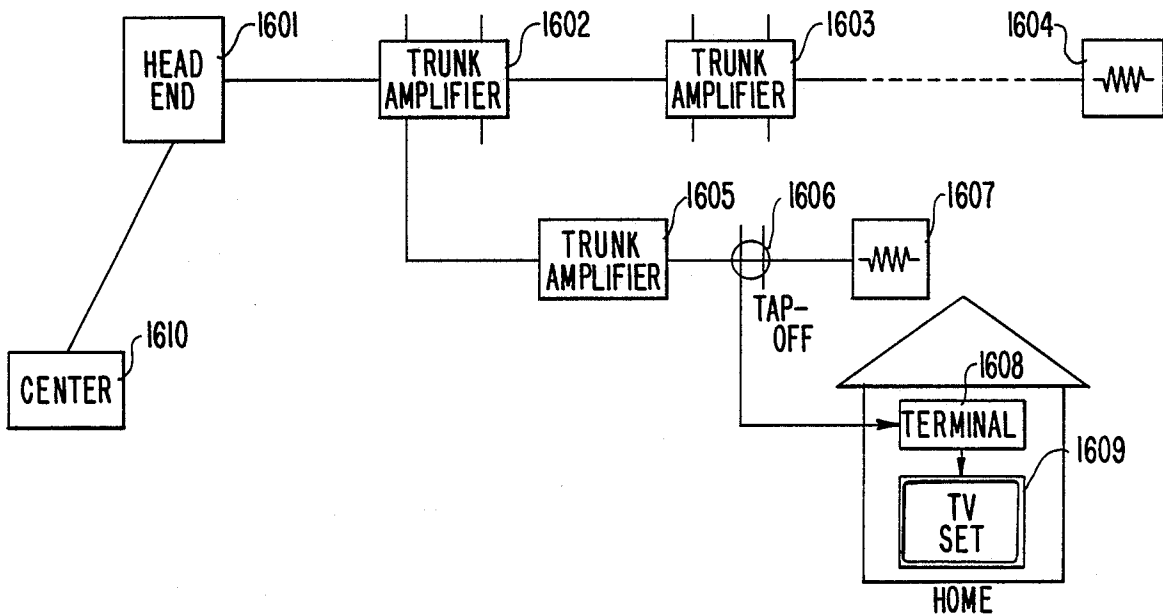 1601
HEAD
END
1602
TRUNK
AMPLIFIER
1603
TRUNK
AMPLIFIER
1604
1605
TRUNK
AMPLIFIER
1606
TAP-
OFF
1607
1610
CENTER
1608
TERMINAL
1609
TV
SET
HOME